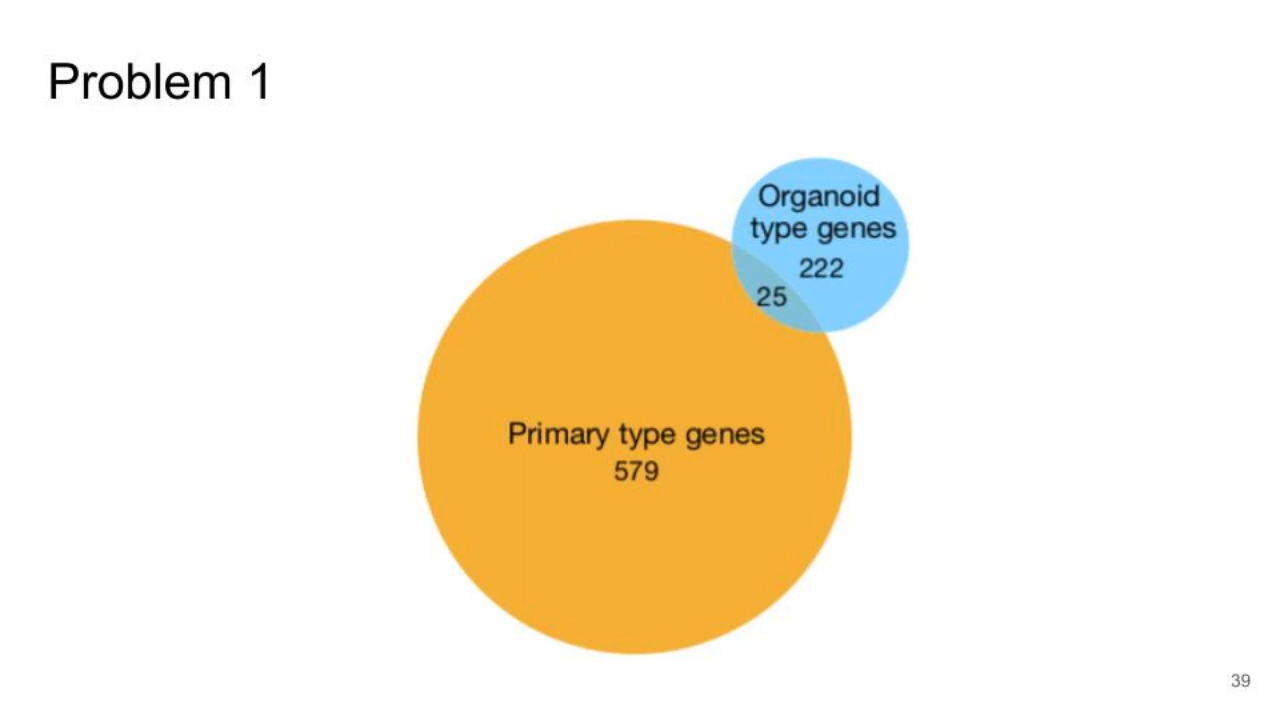 Problem 1
Organoid
type genes
222
25
Primary type genes
579
39